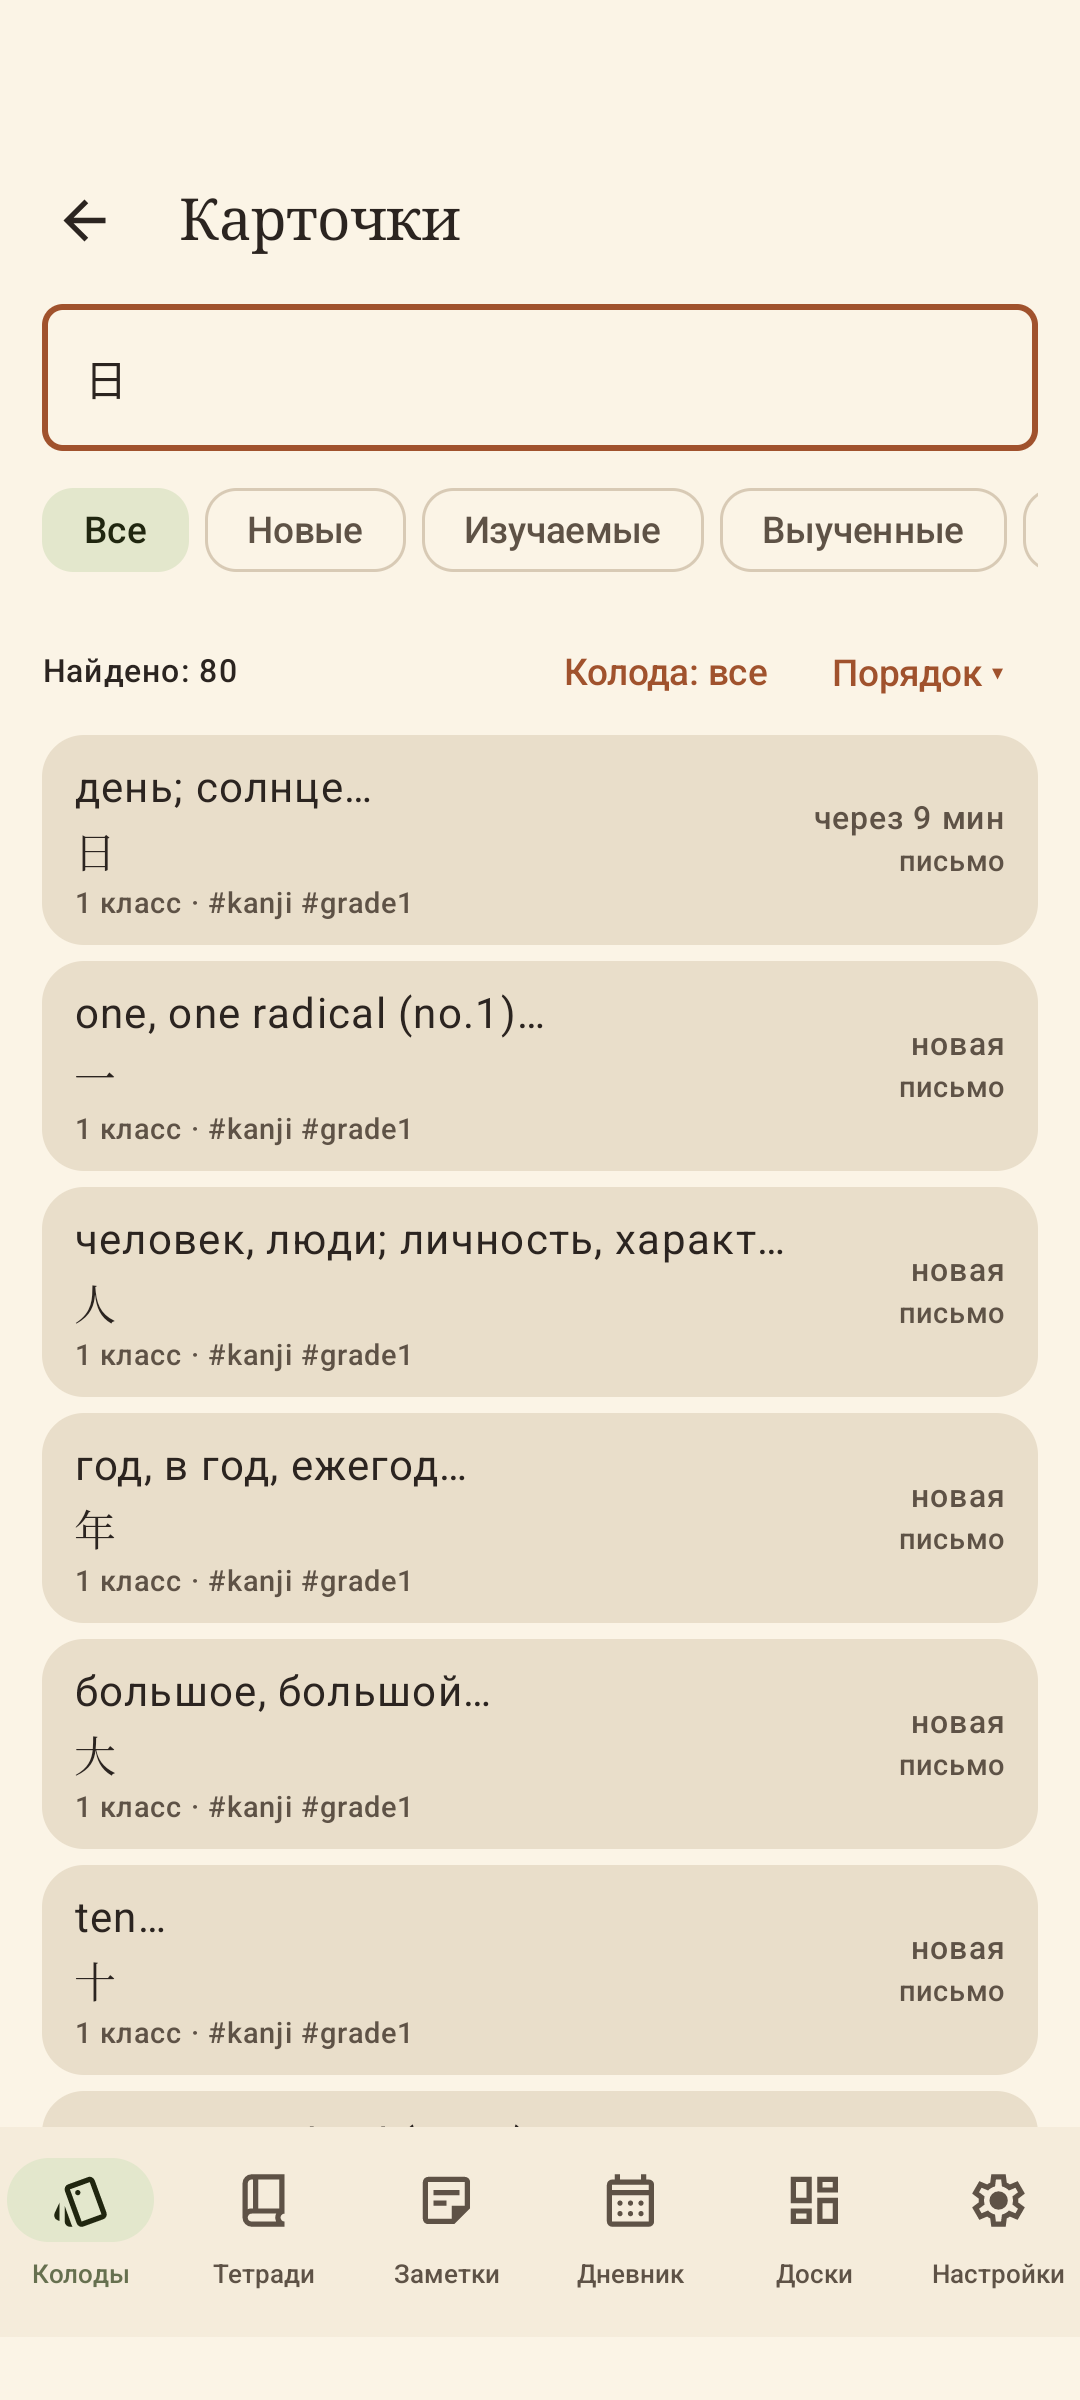 Карточки
日
Все
Новые
Изучаемые
Выученные
Найдено: 80
Колода: все
Порядок ▾
день; солнце…
日
1 класс · #kanji #grade1
через 9 мин
письмо
one, one radical (no.1)…
一
1 класс · #kanji #grade1
новая
письмо
человек, люди; личность, характ…
人
1 класс · #kanji #grade1
новая
письмо
год, в год, ежегод…
年
1 класс · #kanji #grade1
новая
письмо
большое, большой…
大
1 класс · #kanji #grade1
новая
письмо
ten…
十
1 класс · #kanji #grade1
новая
письмо
Колоды
Тетради
Заметки
Дневник
Доски
Настройки